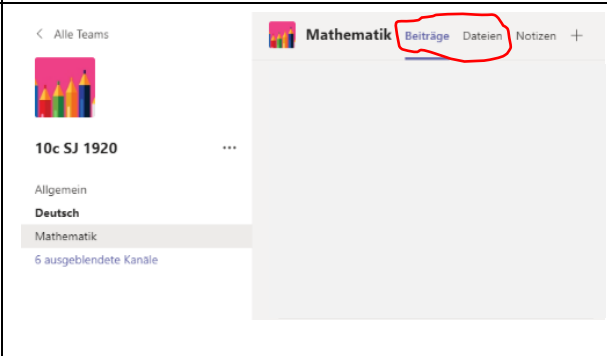 < Alle Teams
10c SJ 1920 ...
Allgemein
Deutsch
Mathematik
6 ausgeblendete Kanäle
Mathematik Beiträge Dateien Notizen +